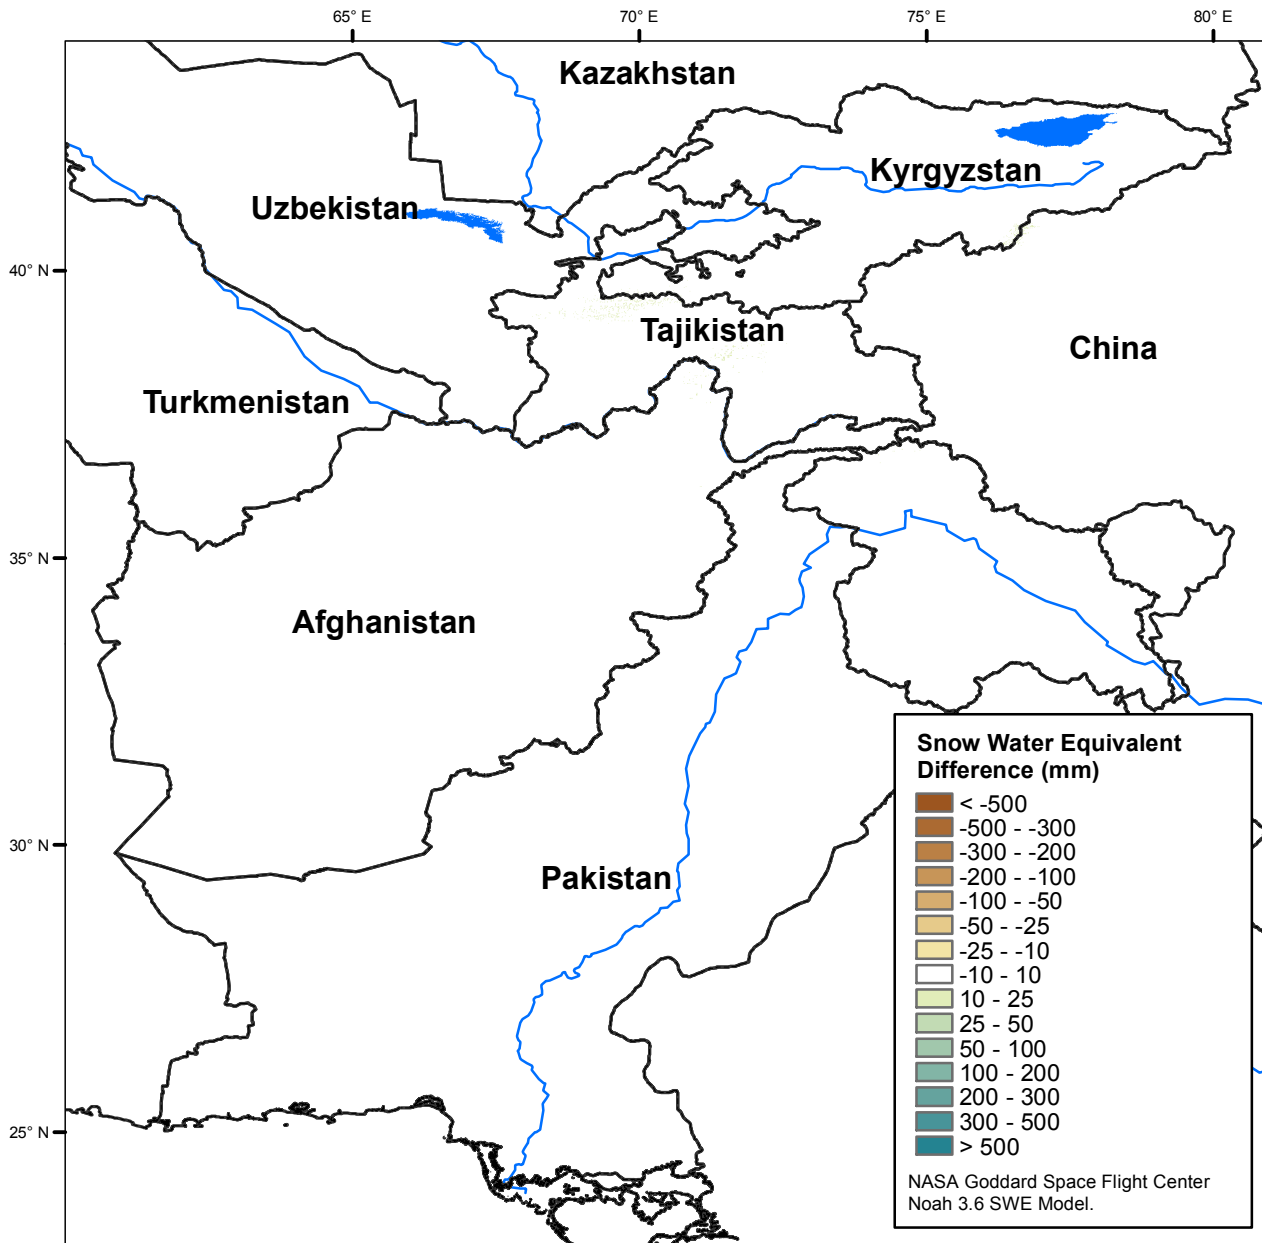 65° E
70° E
75° E
80° E
Kazakhstan
Kyrgyzstan
Uzbekistan
40° N
Tajikistan
China
Turkmenistan
35° N
Afghanistan
Snow Water Equivalent
Difference (mm)
< -500
-500 - -300
-300 - -200
-200 - -100
-100 - -50
-50 - -25
-25 - -10
-10 - 10
10 - 25
25 - 50
50 - 100
100 - 200
200 - 300
300 - 500
> 500
30° N
Pakistan
25° N
NASA Goddard Space Flight Center
Noah 3.6 SWE Model.